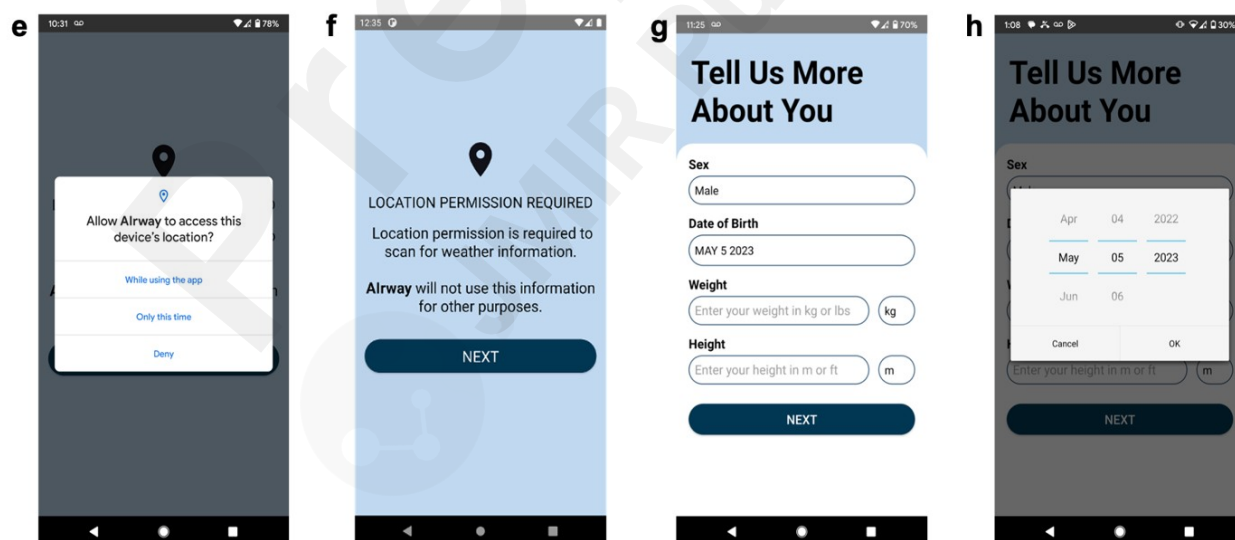 e
10:31 78%
Allow AIrway to access this
device's location?
While using the app
Only this time
Deny
f
12:35
LOCATION PERMISSION REQUIRED
Location permission is required to
scan for weather information.
AIrway will not use this information
for other purposes.
NEXT
g
11:25 70%
Tell Us More
About You
Sex
Male
Date of Birth
MAY 5 2023
Weight
Enter your weight in kg or lbs kg
Height
Enter your height in m or ft m
NEXT
h
1:08 30%
Tell Us More
About You
Sex
Apr 04 2022
May 05 2023
Jun 06
Cancel OK
Enter your height in m or ft m
NEXT
JMIR